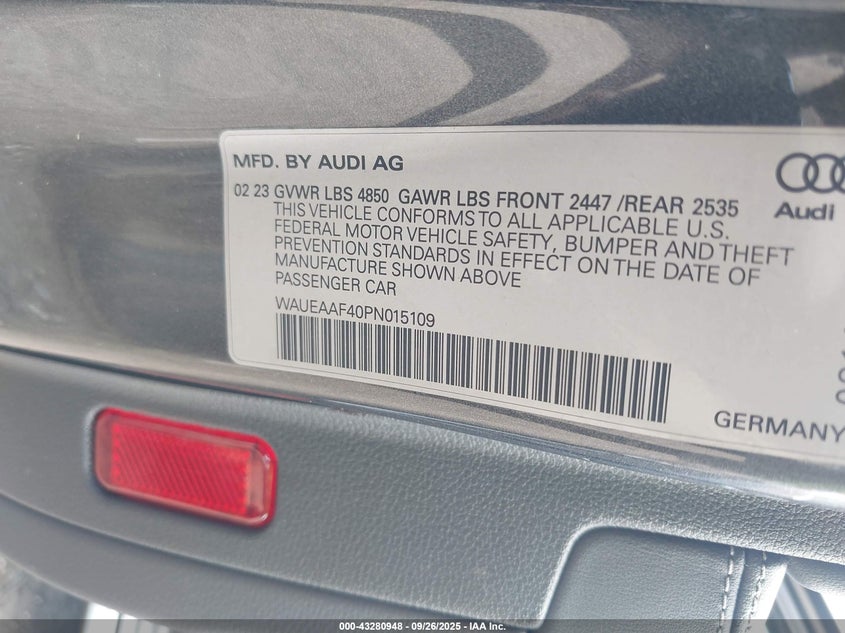 MFD. BY AUDI AG
02 23 GVWR LBS 4850 GAWR LBS FRONT 2447 /REAR 2535
THIS VEHICLE CONFORMS TO ALL APPLICABLE U.S.
FEDERAL MOTOR VEHICLE SAFETY, BUMPER AND THEFT
PREVENTION STANDARDS IN EFFECT ON THE DATE OF
MANUFACTURE SHOWN ABOVE
PASSENGER CAR
WAUEAAF40PN015109
Audi
GERMANY
000-43280948 - 09/26/2025 - IAA Inc.